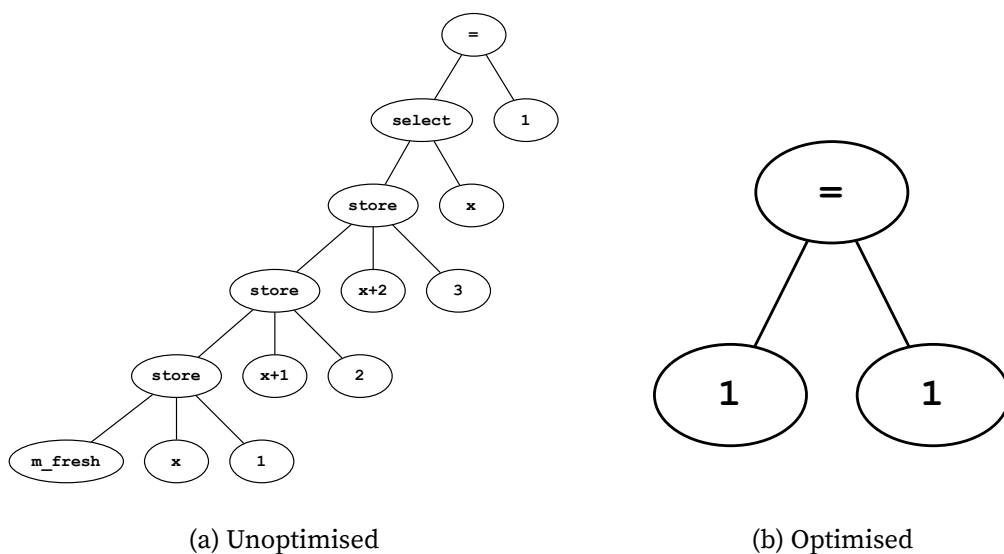 =
select 1
store x
store x+2 3
=
store x+1 2
1 1
m_fresh x 1
(a) Unoptimised
(b) Optimised